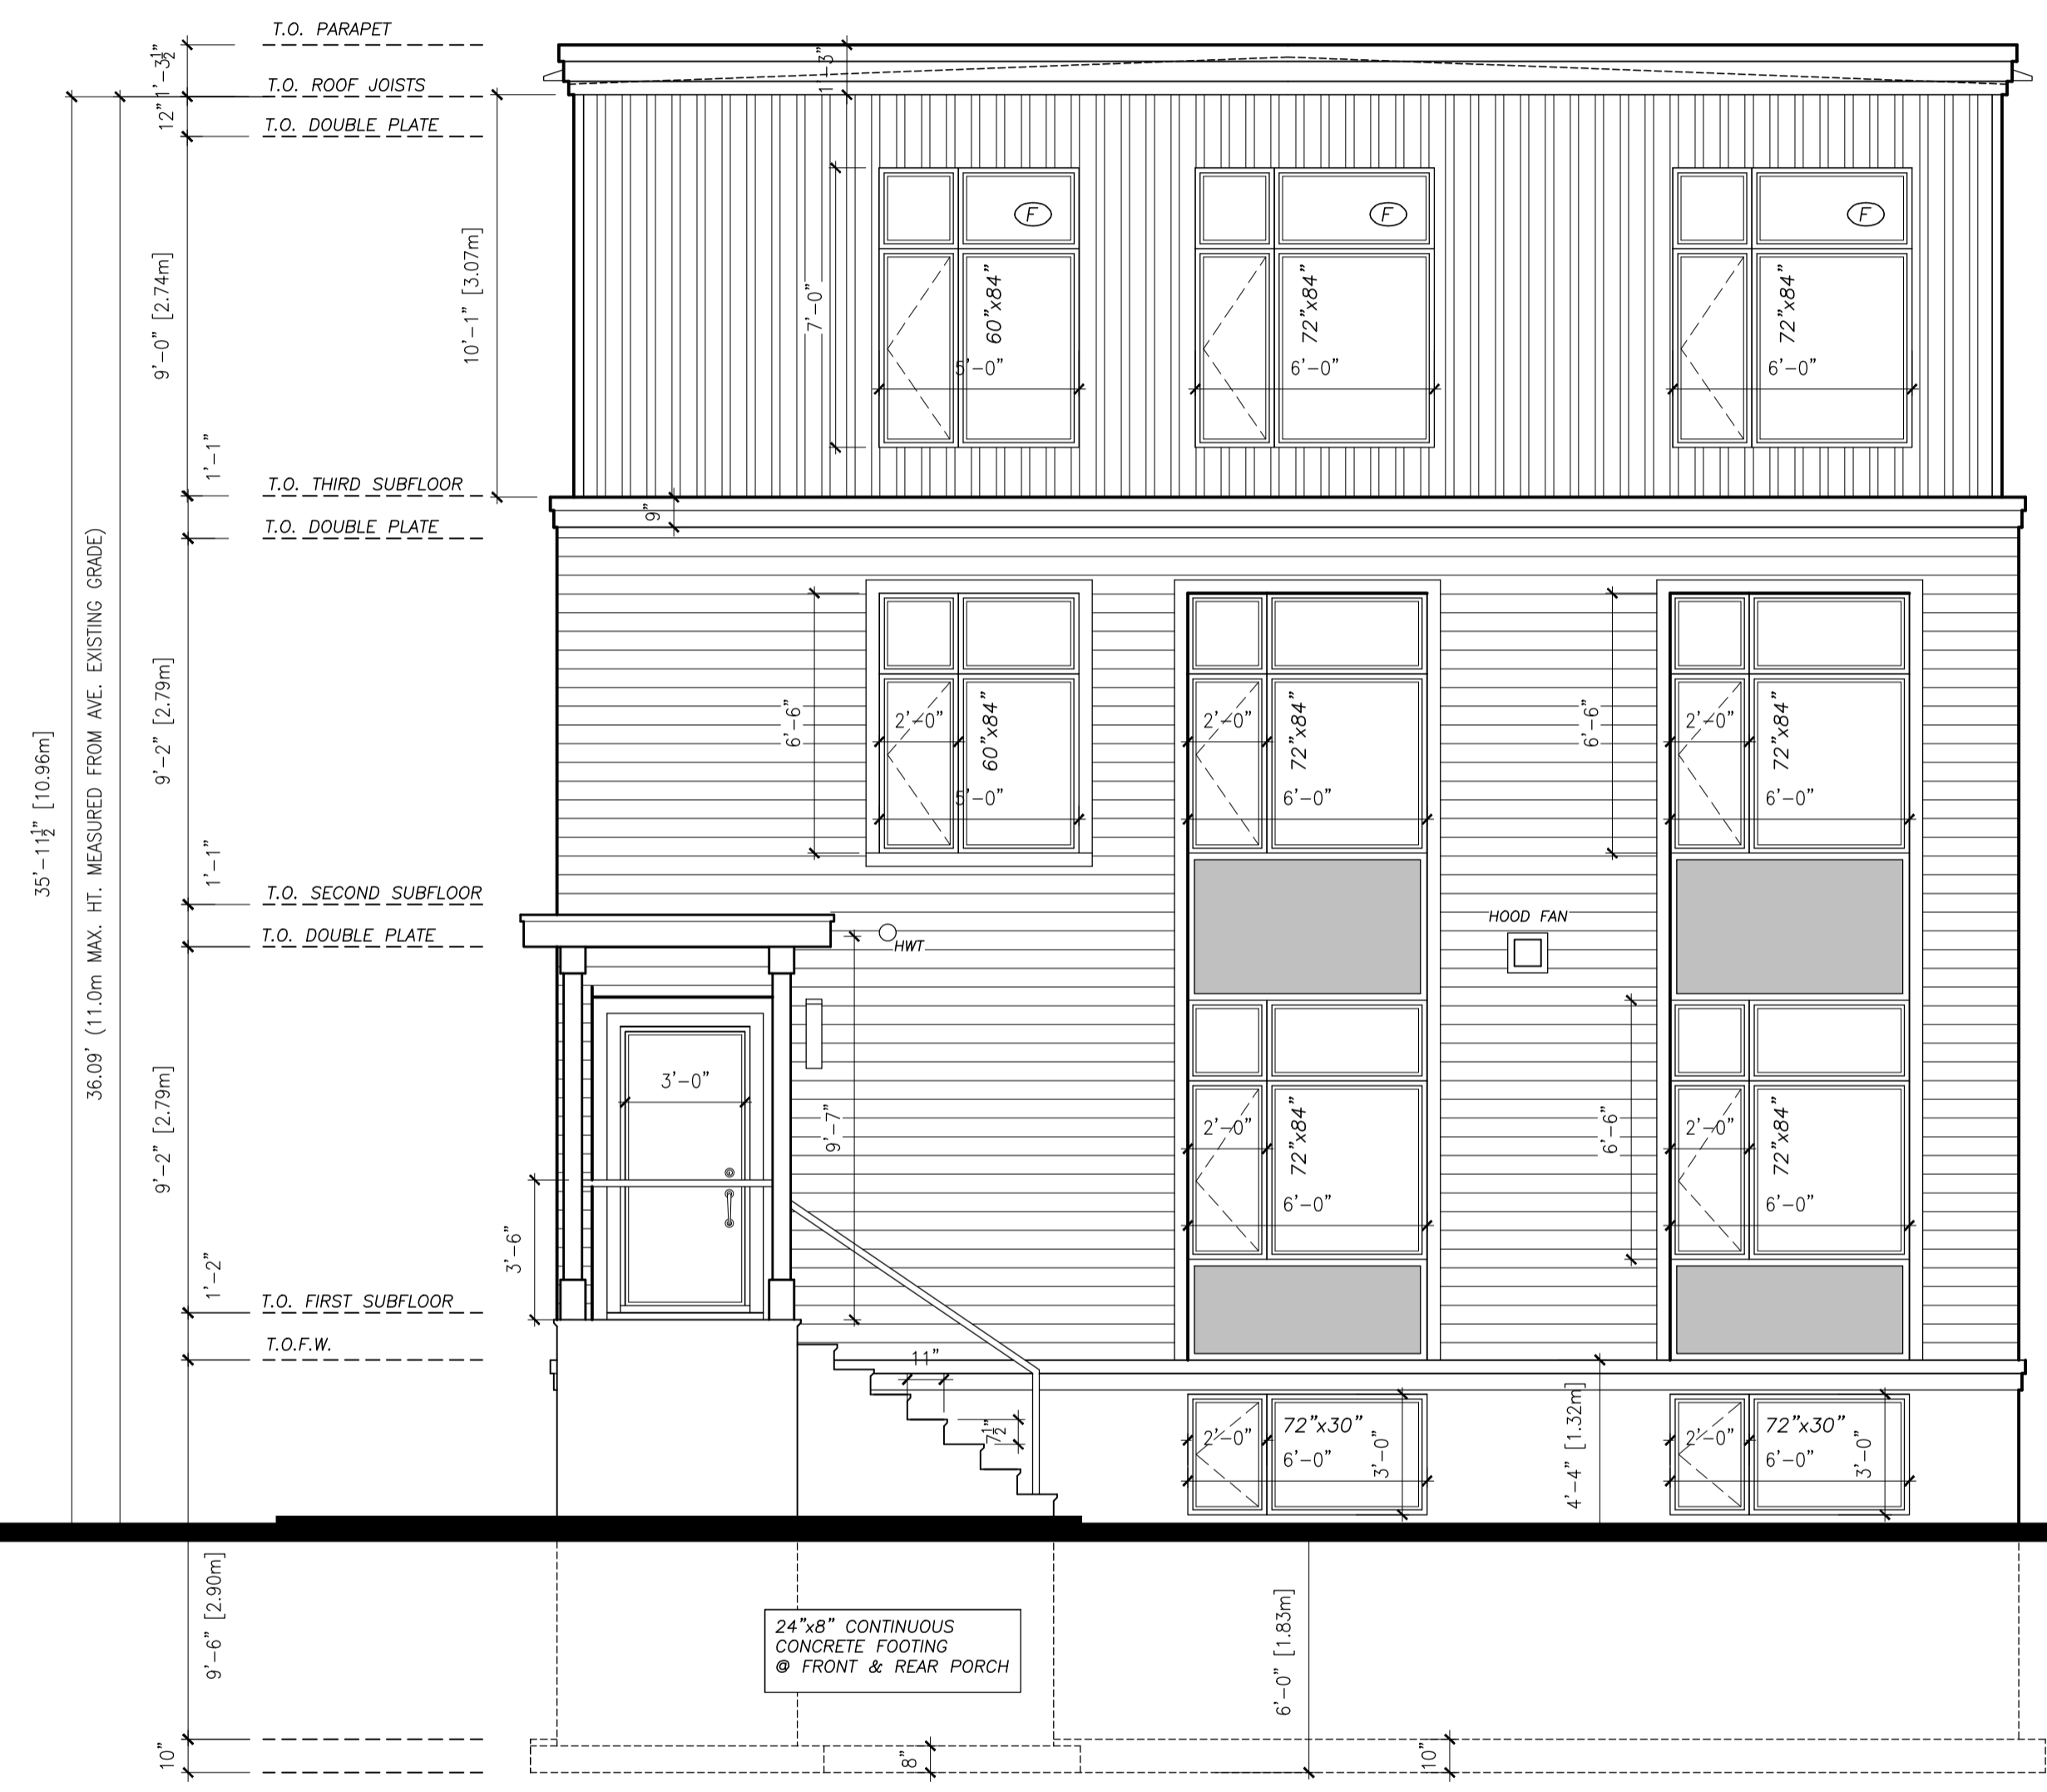 T.O. PARAPET
1'-3½"
1'-3"
T.O. ROOF JOISTS
12"
T.O. DOUBLE PLATE
F
F
F
9'-0" [2.74m]
10'-1" [3.07m]
7'-0"
60"x84"
72"x84"
72"x84"
5'-0"
6'-0"
6'-0"
1'-1"
T.O. THIRD SUBFLOOR
9"
T.O. DOUBLE PLATE
35'-11½" [10.96m]
36.09' (11.0m MAX. HT. MEASURED FROM AVE. EXISTING GRADE)
9'-2" [2.79m]
6'-6"
6'-6"
2'-0"
60"x84"
2'-0"
72"x84"
2'-0"
72"x84"
5'-0"
6'-0"
6'-0"
1'-1"
T.O. SECOND SUBFLOOR
HOOD FAN
T.O. DOUBLE PLATE
HWT
9'-2" [2.79m]
3'-0"
9'-7"
2'-0"
72"x84"
6'-6"
2'-0"
72"x84"
6'-0"
6'-0"
3'-6"
1'-2"
T.O. FIRST SUBFLOOR
T.O.F.W.
11"
7½"
2'-0"
72"x30"
6'-0"
3'-0"
4'-4" [1.32m]
2'-0"
72"x30"
6'-0"
3'-0"
9'-6" [2.90m]
24"x8" CONTINUOUS
CONCRETE FOOTING
@ FRONT & REAR PORCH
6'-0" [1.83m]
10"
8"
10"